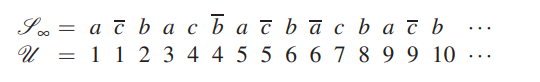 𝒮∞ = a c̅ b a c b̅ a c̅ b a̅ c b a c̅ b ⋯
𝒰 = 1 1 2 3 4 4 5 5 6 6 7 8 9 9 10 ⋯